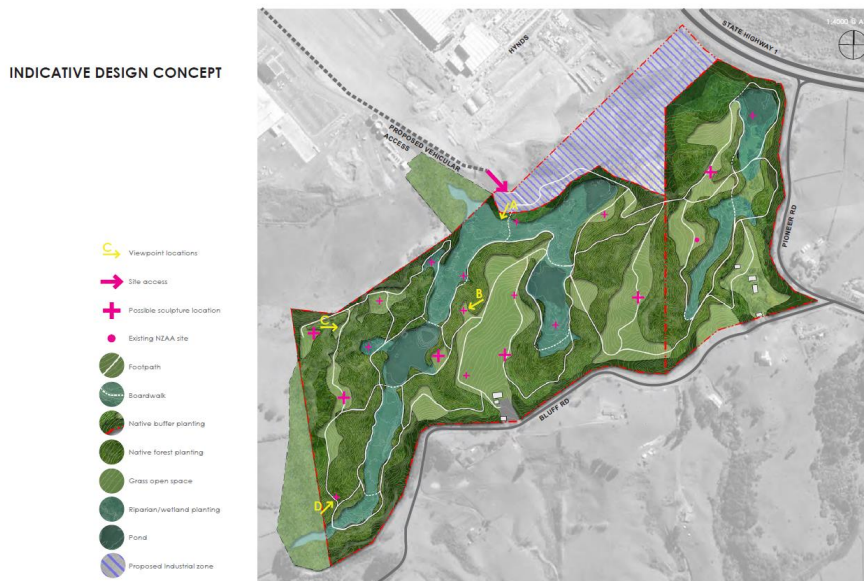 INDICATIVE DESIGN CONCEPT
C
Viewpoint locations
Site access
Possible sculpture location
Existing NZAA site
Footpath
Boardwalk
Native buffer planting
Native forest planting
Grass open space
Riparian/wetland planting
Pond
Proposed Industrial zone
HYNDS
STATE HIGHWAY 1
PROPOSED VEHICULAR
ACCESS
PIONEER RD
BLUFF RD
A
B
C
D